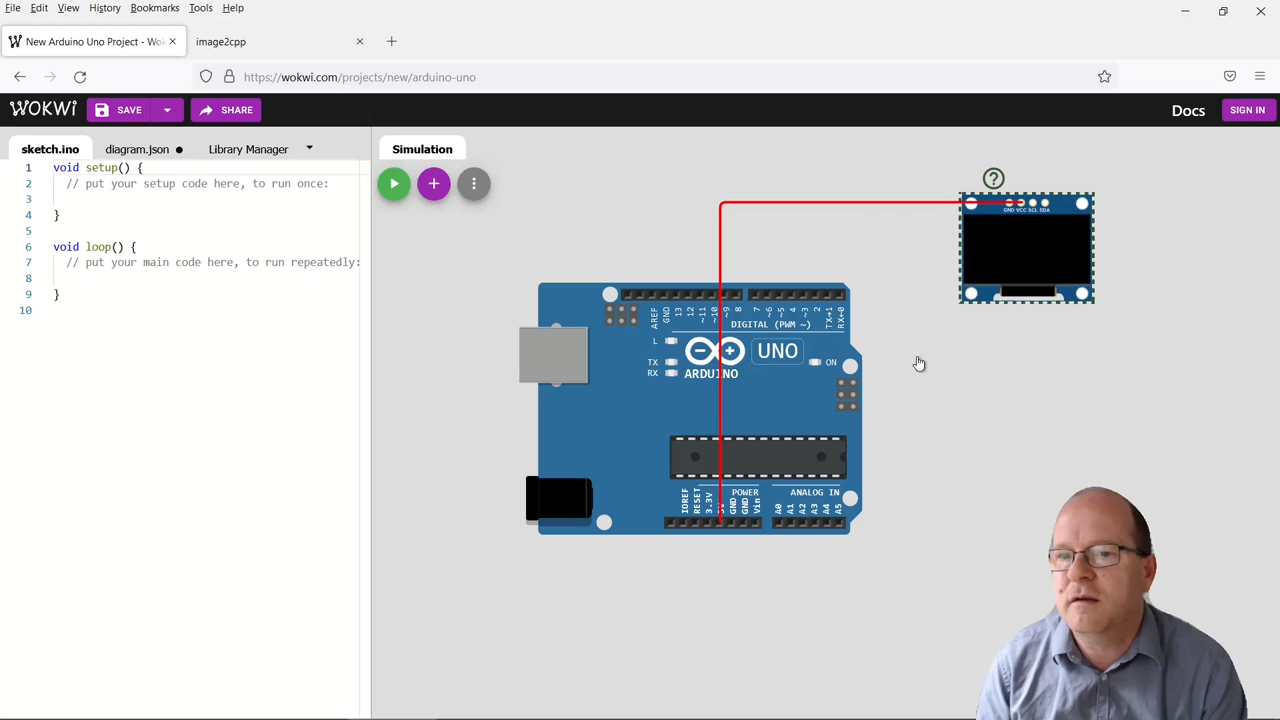 File Edit View History Bookmarks Tools Help
New Arduino Uno Project - Wok
image2cpp
https://wokwi.com/projects/new/arduino-uno
WOKWI SAVE SHARE Docs SIGN IN
sketch.ino diagram.json Library Manager Simulation
1 void setup() {
2 // put your setup code here, to run once:
3
4 }
5
6 void loop() {
7 // put your main code here, to run repeatedly:
8
9 }
10
?
GND VCC SCL SDA
AREF GND 13 12 ~11 ~10 ~9 8 7 ~6 ~5 4 ~3 2 TX→1 RX←0
DIGITAL (PWM ~)
L
TX
RX
ARDUINO
UNO
ON
POWER
ANALOG IN
IOREF RESET 3.3V 5V GND GND Vin A0 A1 A2 A3 A4 A5